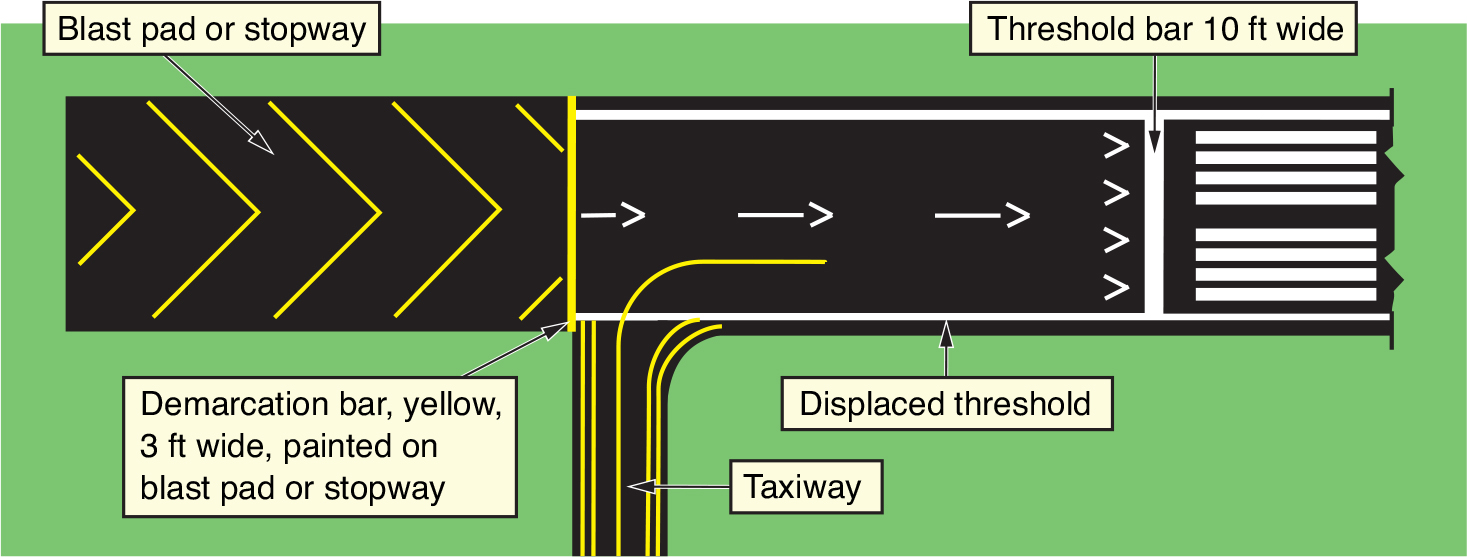 Blast pad or stopway
Threshold bar 10 ft wide
Demarcation bar, yellow,
3 ft wide, painted on
blast pad or stopway
Displaced threshold
Taxiway